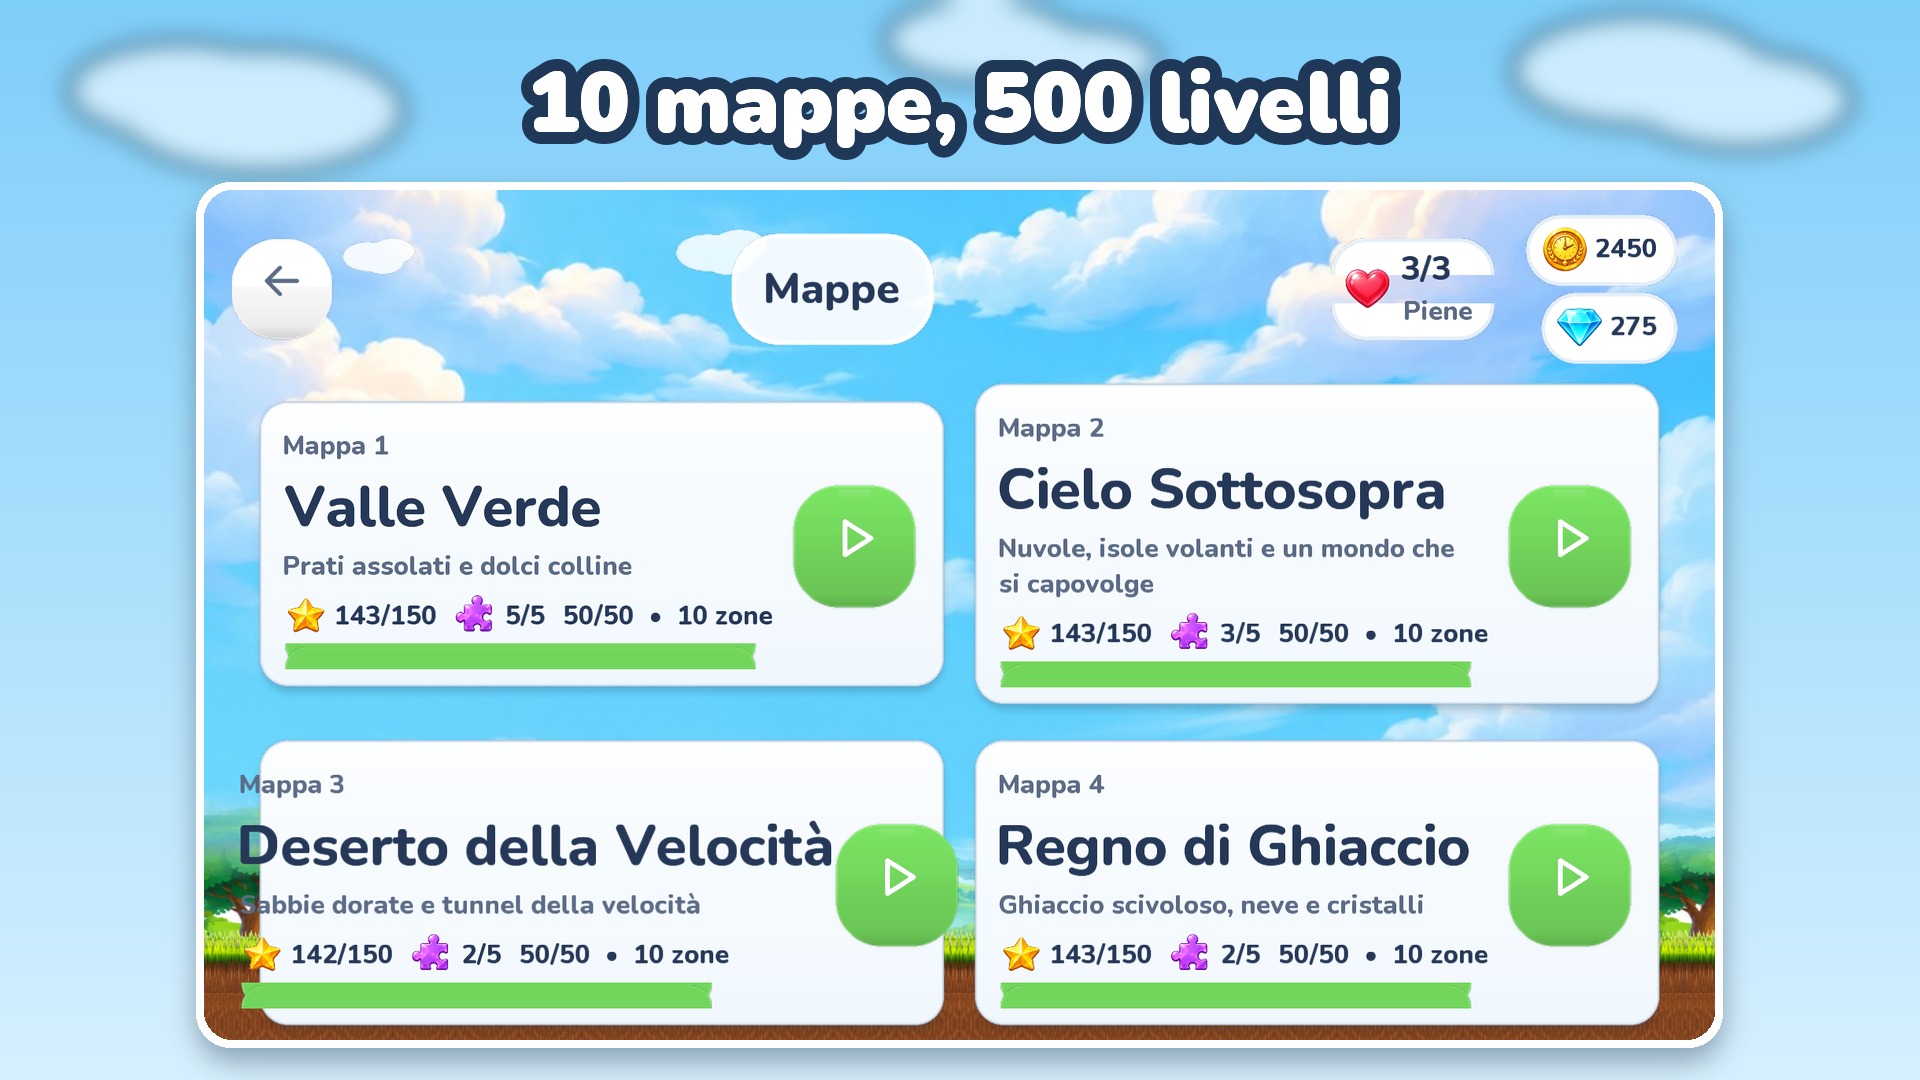 10 mappe, 500 livelli
Mappe
3/3
Piene
2450
275
Mappa 1
Valle Verde
Prati assolati e dolci colline
143/150 5/5 50/50 • 10 zone
Mappa 2
Cielo Sottosopra
Nuvole, isole volanti e un mondo che
si capovolge
143/150 3/5 50/50 • 10 zone
Mappa 3
Deserto della Velocità
Sabbie dorate e tunnel della velocità
142/150 2/5 50/50 • 10 zone
Mappa 4
Regno di Ghiaccio
Ghiaccio scivoloso, neve e cristalli
143/150 2/5 50/50 • 10 zone